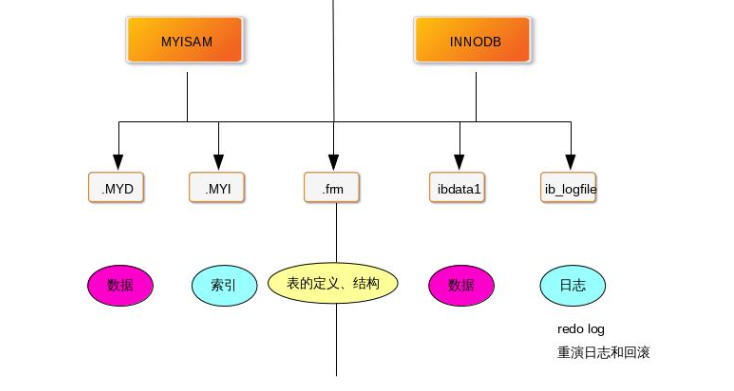 MYISAM
INNODB
.MYD
.MYI
.frm
ibdata1
ib_logfile
数据
索引
表的定义、结构
数据
日志
redo log
重演日志和回滚